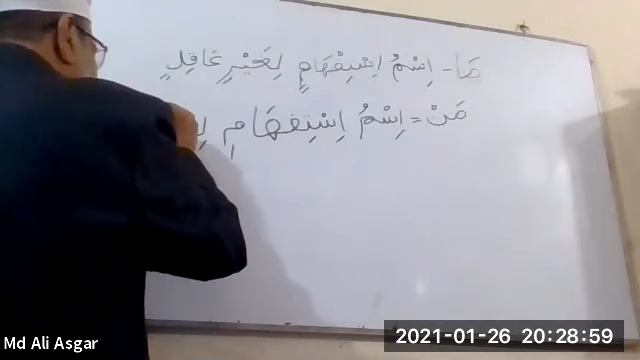 مَا - اِسْمُ اِسْتِفْهَامٍ لِغَيْرِ عَاقِلٍ
مَنْ = اِسْمُ اِسْتِفْهَامٍ
2021-01-26 20:28:59
Md Ali Asgar